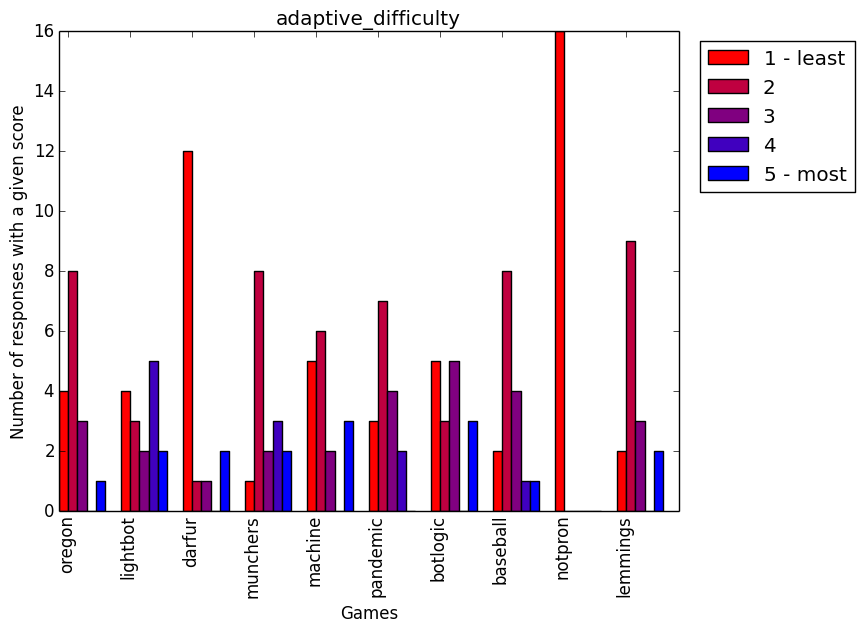 adaptive_difficulty
Number of responses with a given score
16
14
12
10
8
6
4
2
0
oregon
lightbot
darfur
munchers
machine
pandemic
botlogic
baseball
notpron
lemmings
Games
1 - least
2
3
4
5 - most